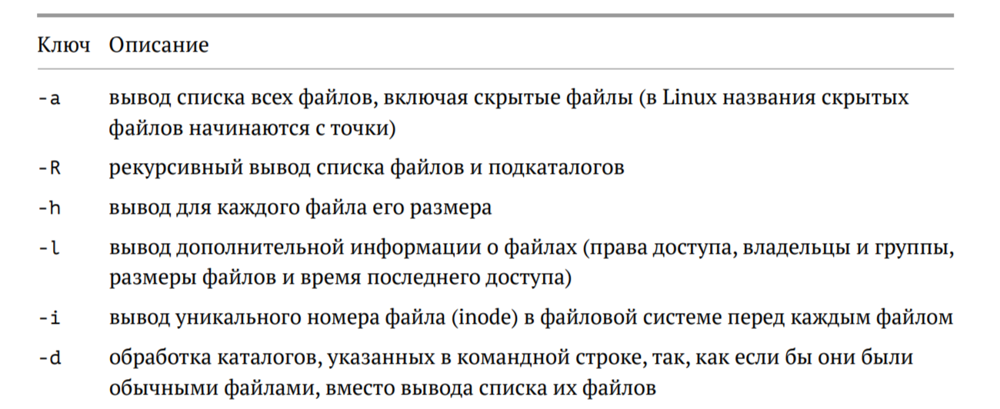 Ключ Описание
-a вывод списка всех файлов, включая скрытые файлы (в Linux названия скрытых
файлов начинаются с точки)
-R рекурсивный вывод списка файлов и подкаталогов
-h вывод для каждого файла его размера
-l вывод дополнительной информации о файлах (права доступа, владельцы и группы,
размеры файлов и время последнего доступа)
-i вывод уникального номера файла (inode) в файловой системе перед каждым файлом
-d обработка каталогов, указанных в командной строке, так, как если бы они были
обычными файлами, вместо вывода списка их файлов